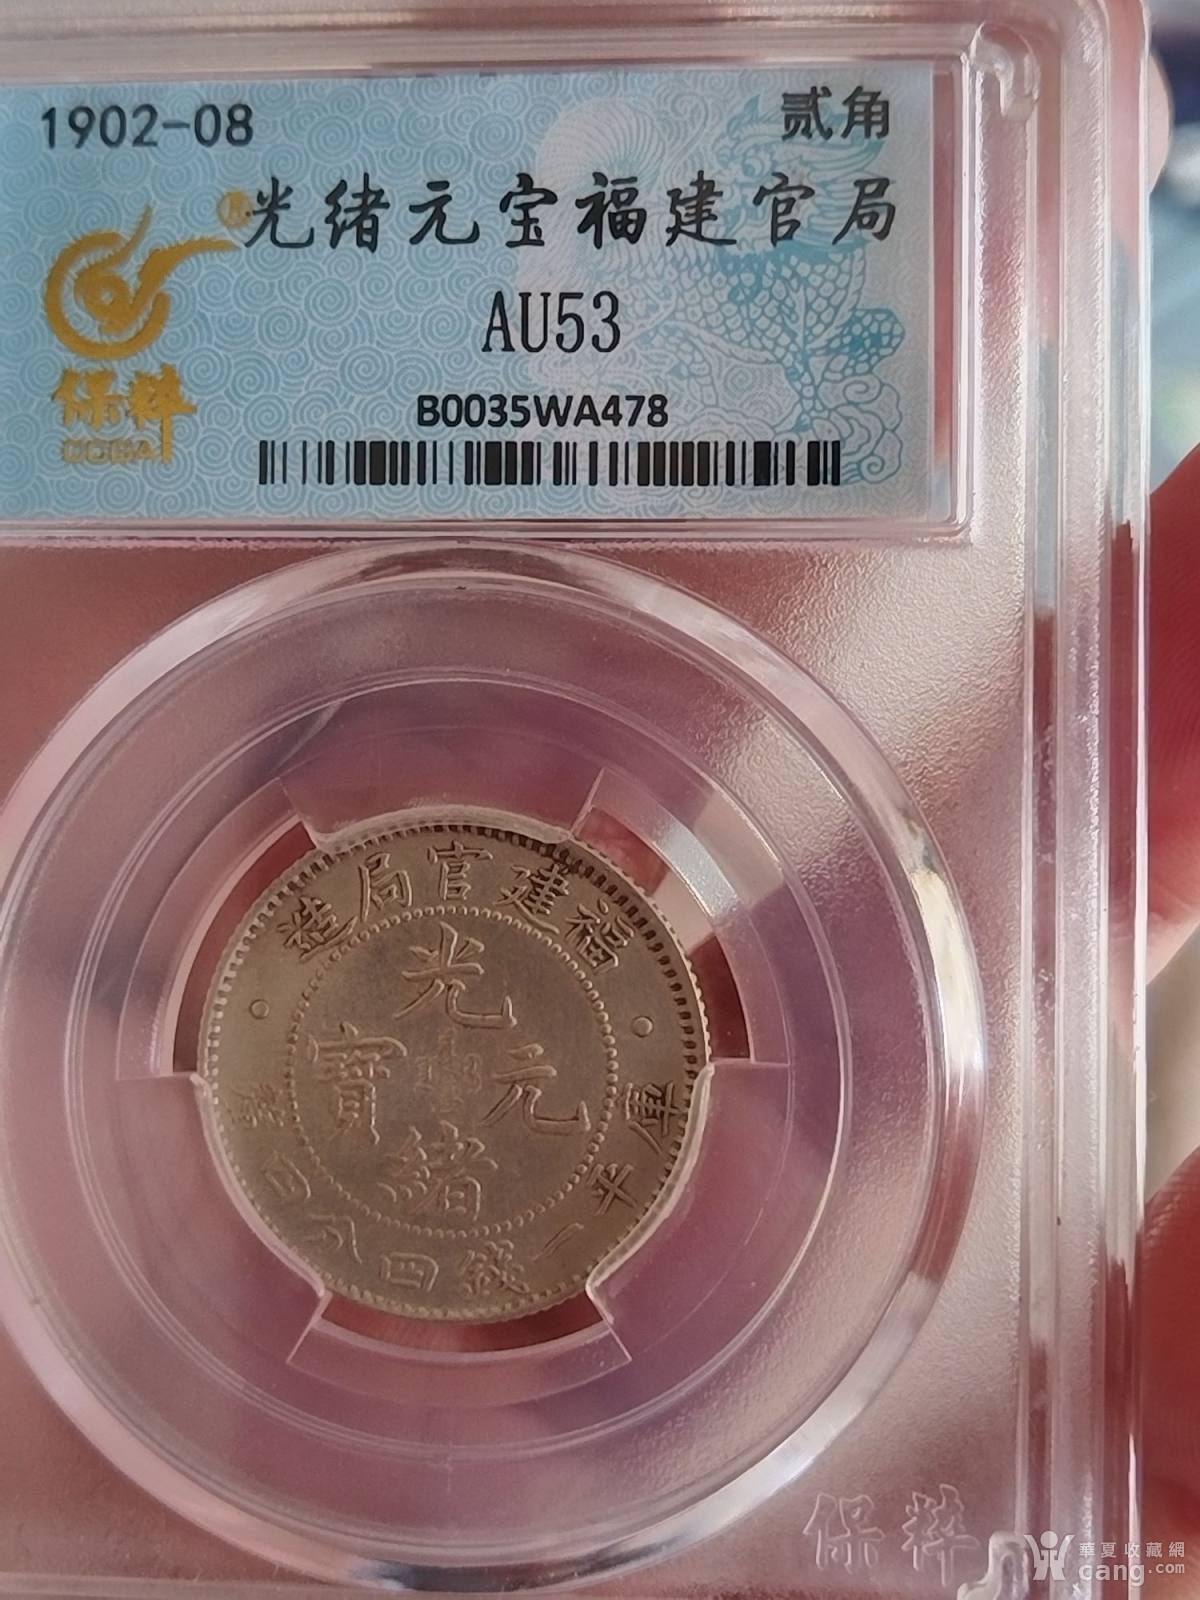 1902-08
贰角
光绪元宝福建官局
AU53
保粹
B0035WA478
造局官建福
光緒元寶
庫平一錢四分四釐
保粹
華夏收藏網
cang.com